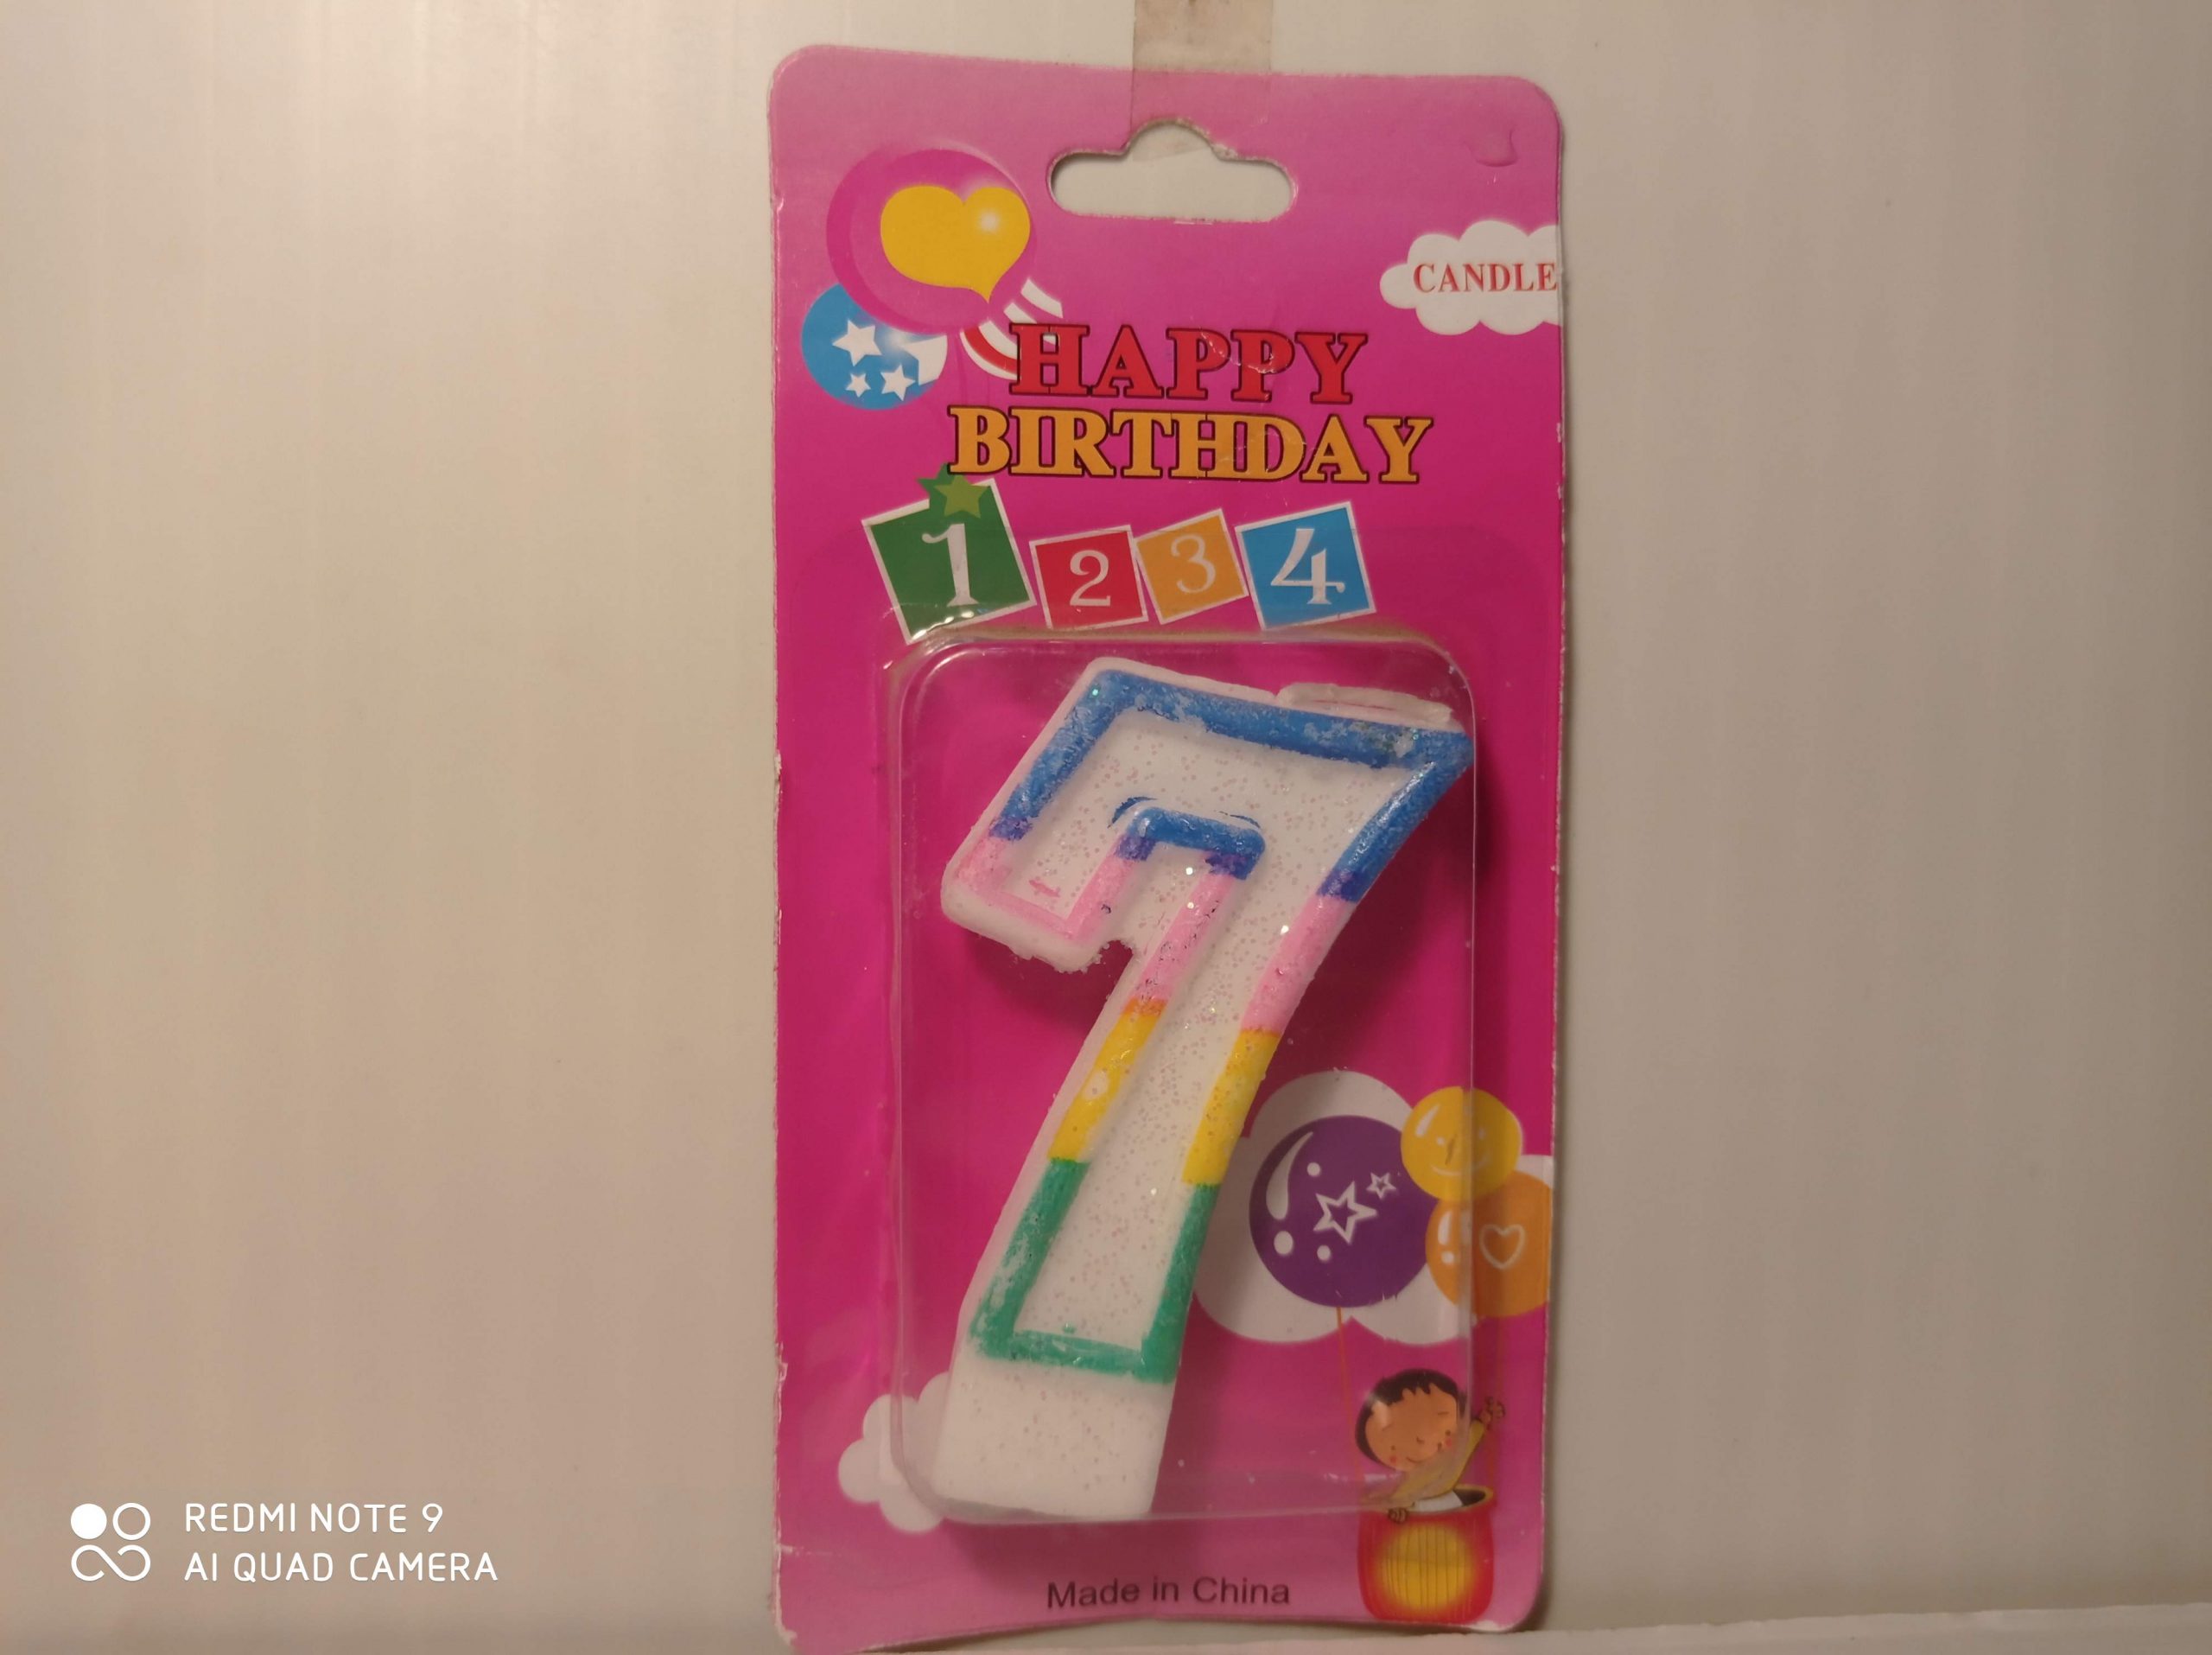 CANDLE
HAPPY
BIRTHDAY
1 2 3 4
7
Made in China
REDMI NOTE 9
AI QUAD CAMERA